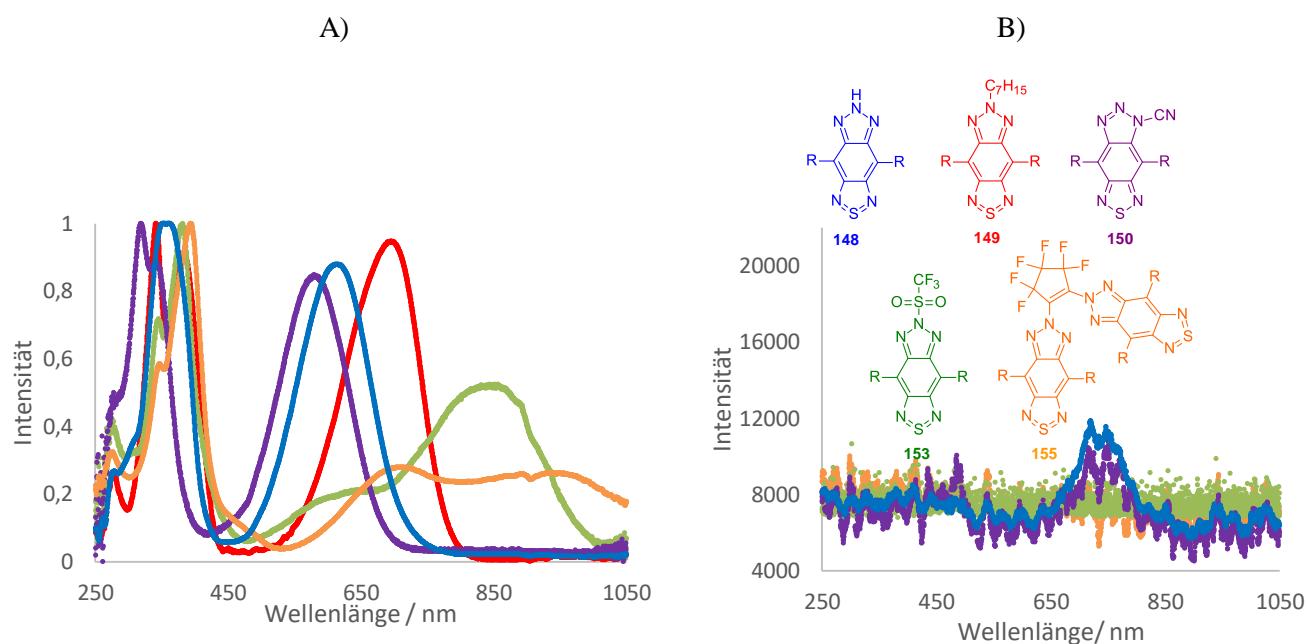 A)
Intensität
1
0,8
0,6
0,4
0,2
0
250 450 650 850 1050
Wellenlänge / nm
B)
C7H15
H
N
N N
R R
N N
S
148
N
N N
R R
N N
S
149
N
N N CN
R R
N N
S
150
CF3
O S O
N
N N
R R
N N
S
153
F F F F
F
F
N
N
N
R
R
N
S
N
N
N N
R R
N N
S
155
Intensität
20000
16000
12000
8000
4000
250 450 650 850 1050
Wellenlänge/ nm